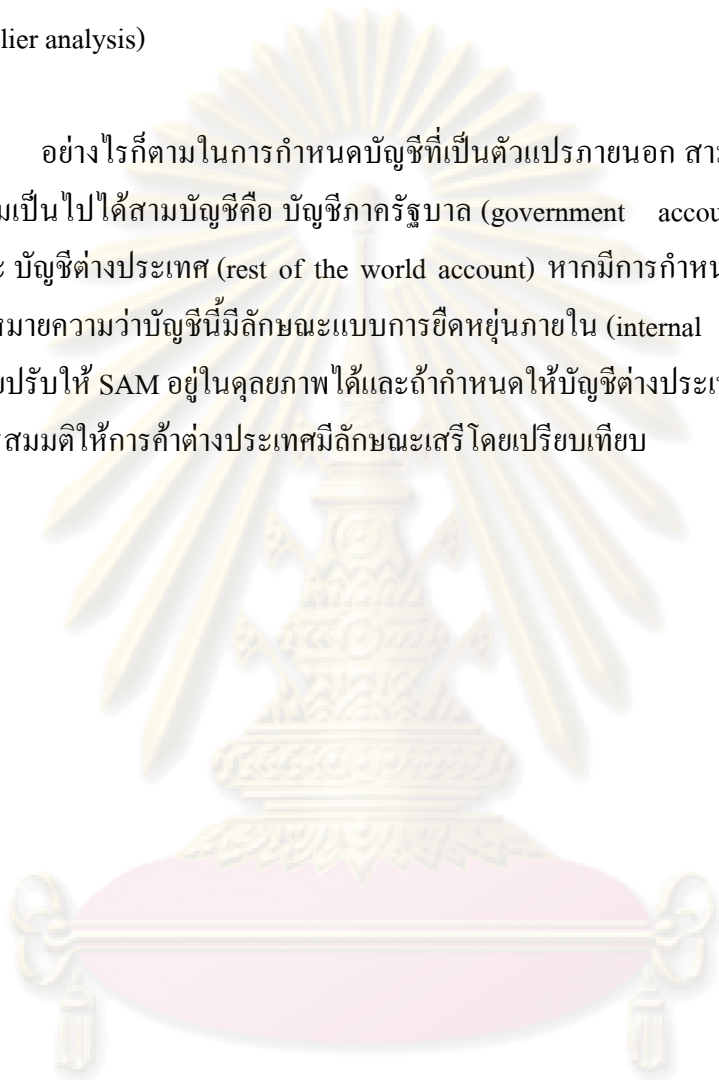 lier analysis)
อย่างไรก็ตามในการกำหนดบัญชีที่เป็นตัวแปรภายนอก สา
เป็นไปได้สามบัญชีคือ บัญชีภาครัฐบาล (government accou
บัญชีต่างประเทศ (rest of the world account) หากมีการกำหน
หมายความว่าบัญชีนี้มีลักษณะแบบการยืดหยุ่นภายใน (internal
ปรับให้ SAM อยู่ในดุลยภาพได้และถ้ากำหนดให้บัญชีต่างประเท
สมมติให้การค้าต่างประเทศมีลักษณะเสรีโดยเปรียบเทียบ